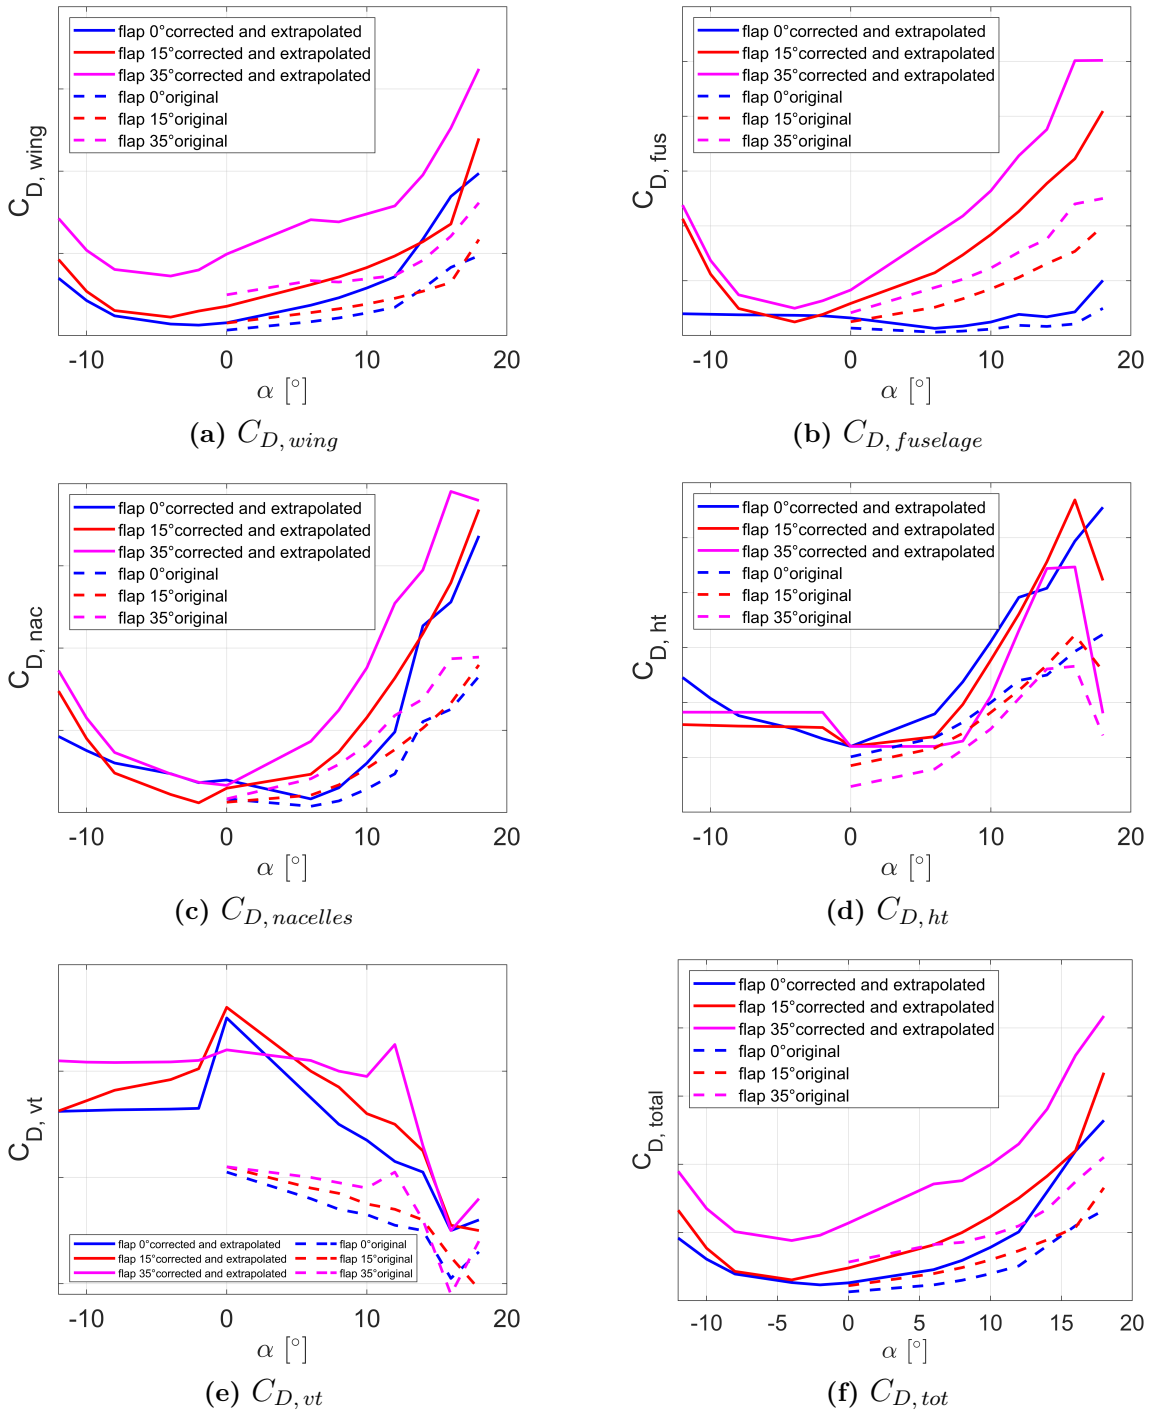 flap 0°corrected and extrapolated
flap 15°corrected and extrapolated
flap 35°corrected and extrapolated
flap 0°original
flap 15°original
flap 35°original
C_D, wing
-10 0 10 20
α [°]
(a) C_D, wing
flap 0°corrected and extrapolated
flap 15°corrected and extrapolated
flap 35°corrected and extrapolated
flap 0°original
flap 15°original
flap 35°original
C_D, fus
-10 0 10 20
α [°]
(b) C_D, fuselage
flap 0°corrected and extrapolated
flap 15°corrected and extrapolated
flap 35°corrected and extrapolated
flap 0°original
flap 15°original
flap 35°original
C_D, nac
-10 0 10 20
α [°]
(c) C_D, nacelles
flap 0°corrected and extrapolated
flap 15°corrected and extrapolated
flap 35°corrected and extrapolated
flap 0°original
flap 15°original
flap 35°original
C_D, ht
-10 0 10 20
α [°]
(d) C_D, ht
C_D, vt
flap 0°corrected and extrapolated flap 0°original
flap 15°corrected and extrapolated flap 15°original
flap 35°corrected and extrapolated flap 35°original
-10 0 10 20
α [°]
(e) C_D, vt
flap 0°corrected and extrapolated
flap 15°corrected and extrapolated
flap 35°corrected and extrapolated
flap 0°original
flap 15°original
flap 35°original
C_D, total
-10 -5 0 5 10 15 20
α [°]
(f) C_D, tot